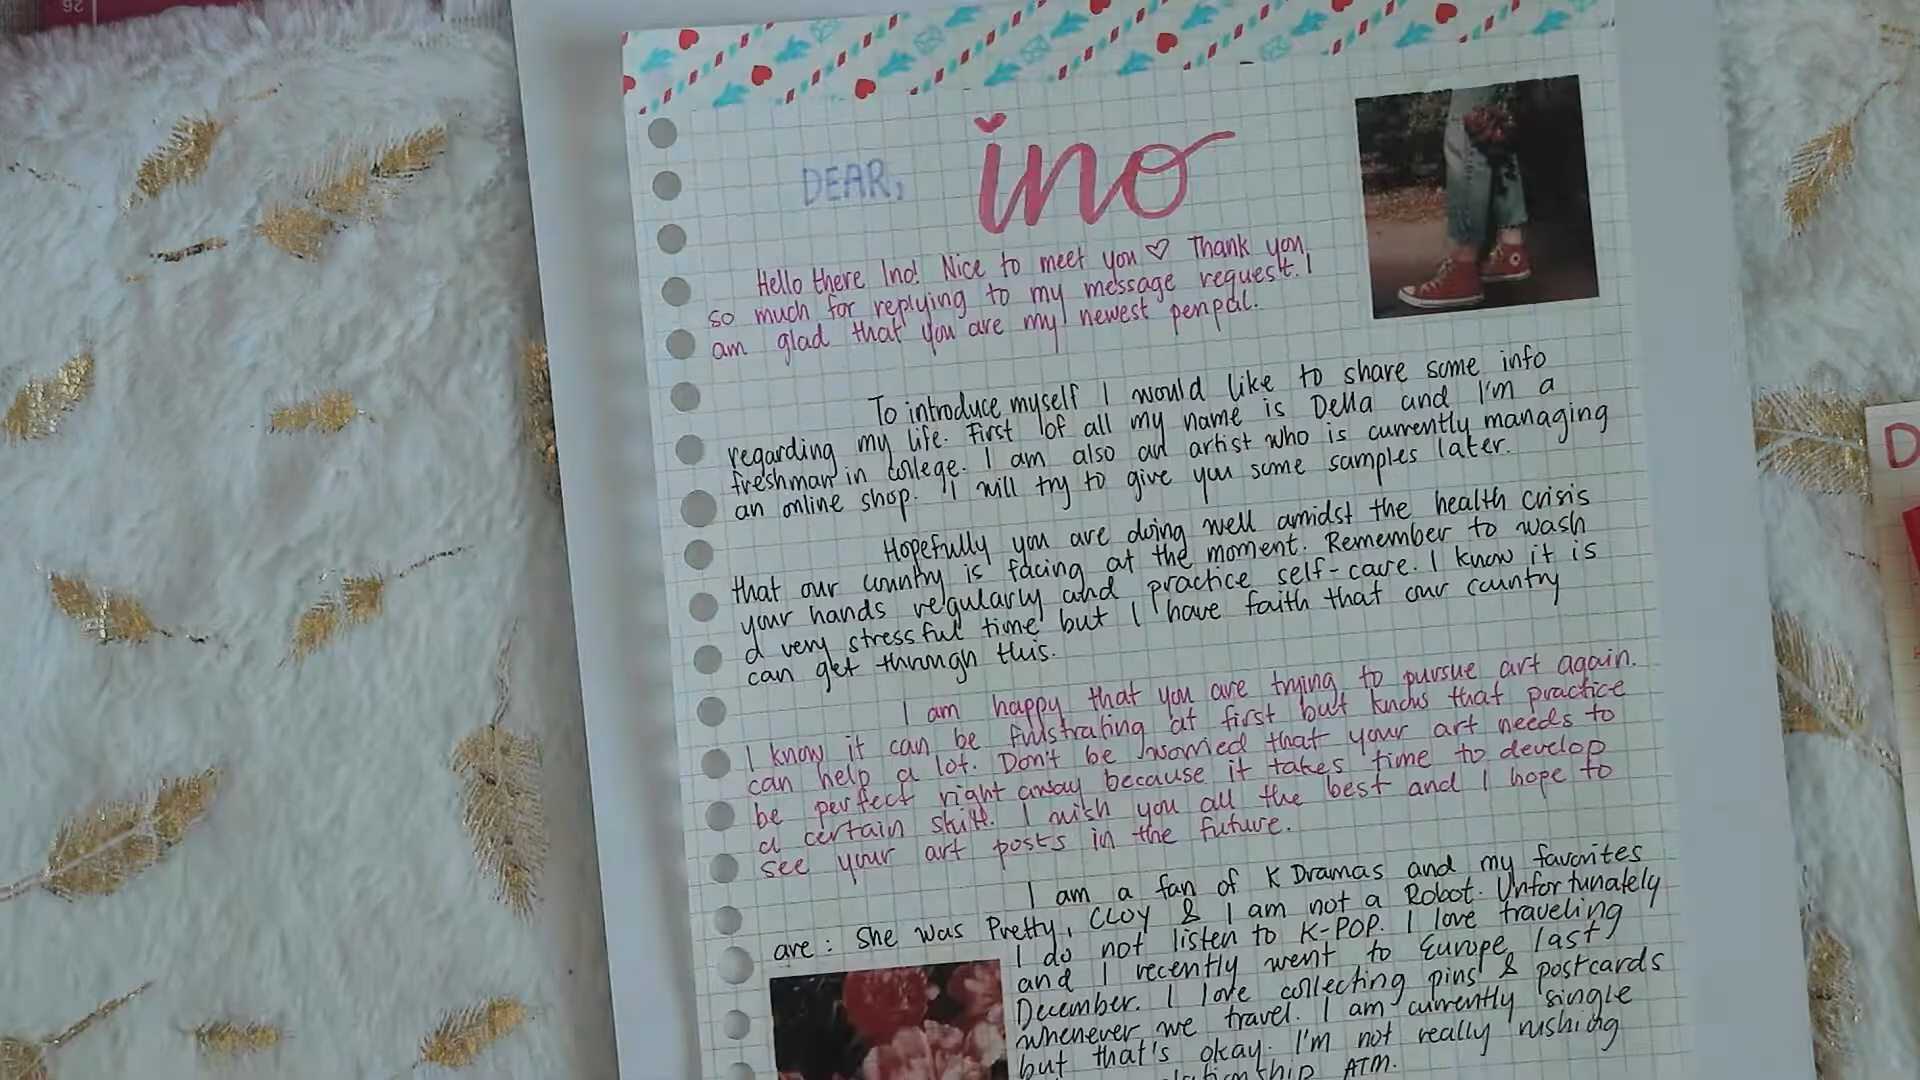 DEAR, ino
Hello there Ino! Nice to meet you ♡ Thank you
so much for replying to my message request. I
am glad that you are my newest penpal.
To introduce myself I would like to share some info
regarding my life. First of all my name is Della and I'm a
freshman in college. I am also an artist who is currently managing
an online shop. I will try to give you some samples later.
Hopefully you are doing well amidst the health crisis
that our country is facing at the moment. Remember to wash
your hands regularly and practice self-care. I know it is
a very stressful time but I have faith that our country
can get through this.
I am happy that you are trying to pursue art again.
I know it can be frustrating at first but know that practice
can help a lot. Don't be worried that your art needs to
be perfect right away because it takes time to develop
a certain skill. I wish you all the best and I hope to
see your art posts in the future.
I am a fan of K Dramas and my favorites
are: She was Pretty, CLOY & I am not a Robot. Unfortunately
I do not listen to K-POP. I love traveling
and I recently went to Europe last
December. I love collecting pins & postcards
whenever we travel. I am currently single
but that's okay. I'm not really rushing
ATM.
D
26